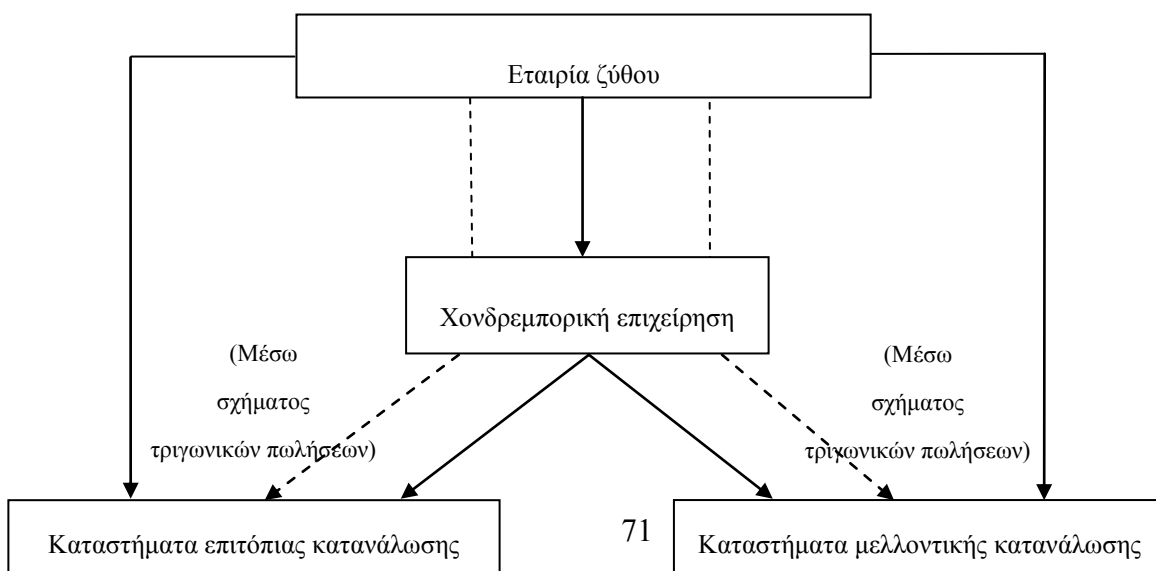 Εταιρία ζύθου
Χονδρεμπορική επιχείρηση
(Μέσω
σχήματος
τριγωνικών πωλήσεων)
(Μέσω
σχήματος
τριγωνικών πωλήσεων)
Καταστήματα επιτόπιας κατανάλωσης
71
Καταστήματα μελλοντικής κατανάλωσης